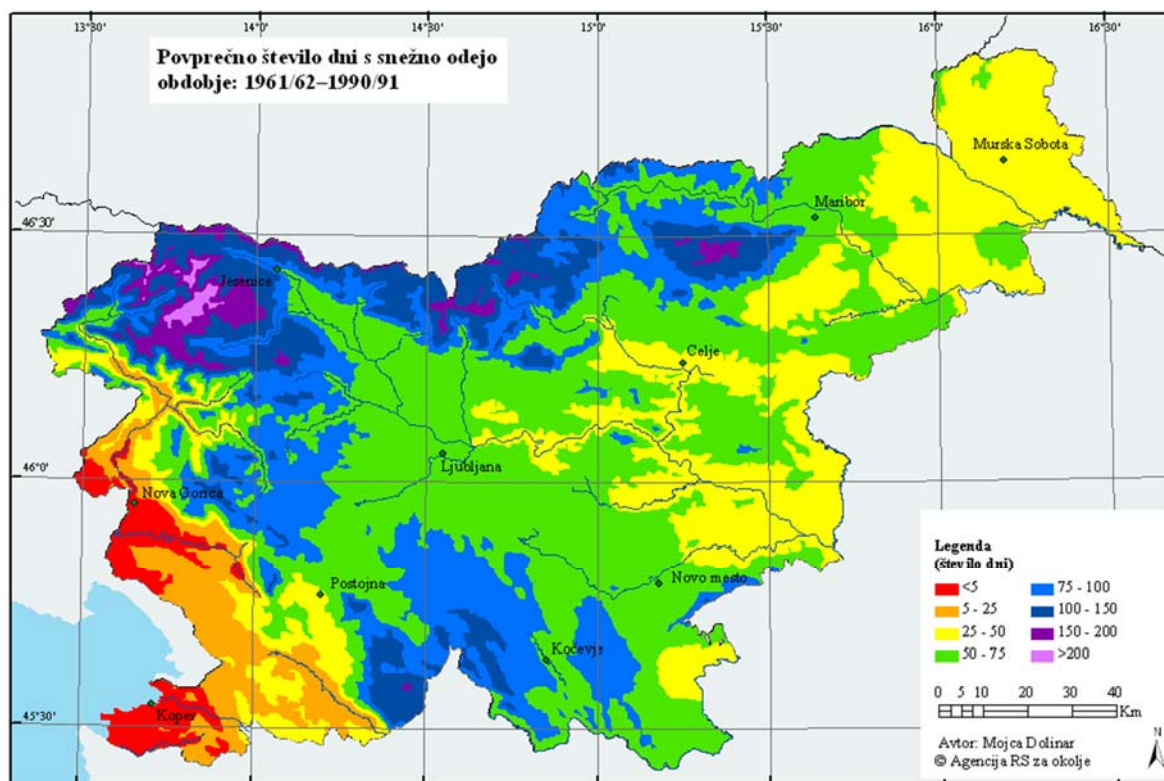 13°30'
14°0'
14°30'
15°0'
15°30'
16°0'
16°30'
Povprečno število dni s snežno odejo
obdobje: 1961/62–1990/91
Murska Sobota
46°30'
Maribor
Jesenice
Celje
Ljubljana
46°0'
Nova Gorica
Postojna
Novo mesto
Kočevje
45°30'
Koper
Legenda
(število dni)
<5
5 - 25
25 - 50
50 - 75
75 - 100
100 - 150
150 - 200
>200
0 5 10 20 30 40
Km
Avtor: Mojca Dolinar
© Agencija RS za okolje
N